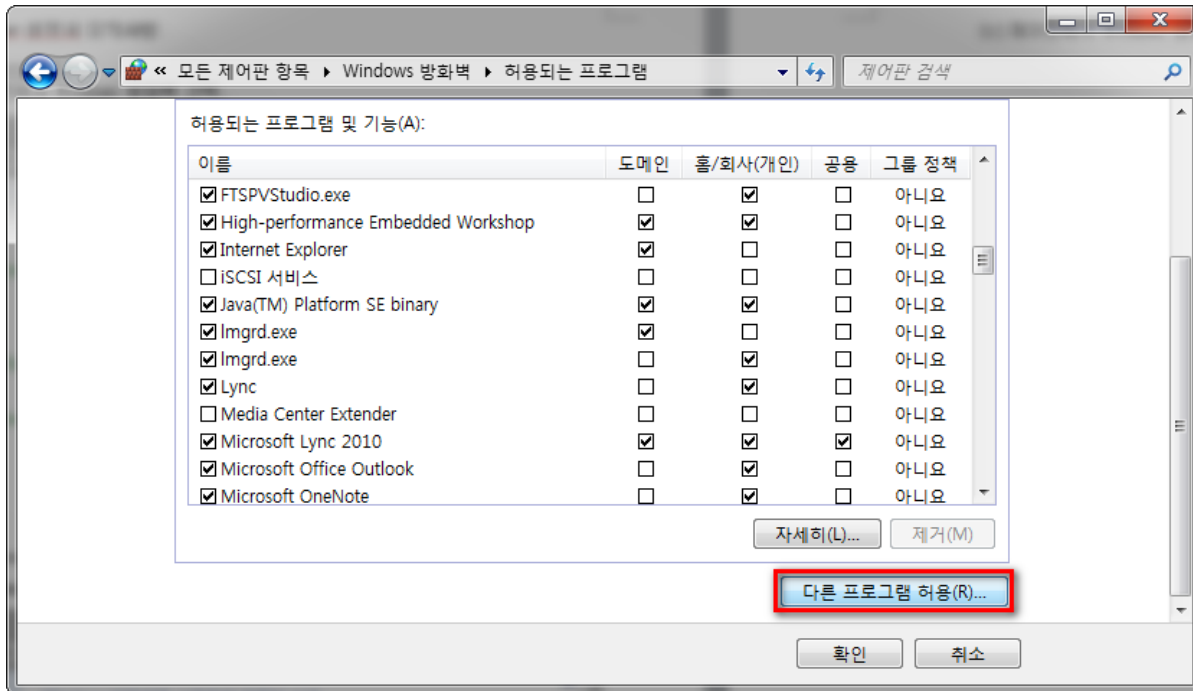 « 모든 제어판 항목 ▸ Windows 방화벽 ▸ 허용되는 프로그램 제어판 검색
허용되는 프로그램 및 기능(A):
이름 도메인 홈/회사(개인) 공용 그룹 정책
FTSPVStudio.exe 아니요
High-performance Embedded Workshop 아니요
Internet Explorer 아니요
iSCSI 서비스 아니요
Java(TM) Platform SE binary 아니요
lmgrd.exe 아니요
lmgrd.exe 아니요
Lync 아니요
Media Center Extender 아니요
Microsoft Lync 2010 아니요
Microsoft Office Outlook 아니요
Microsoft OneNote 아니요
자세히(L)... 제거(M)
다른 프로그램 허용(R)...
확인 취소